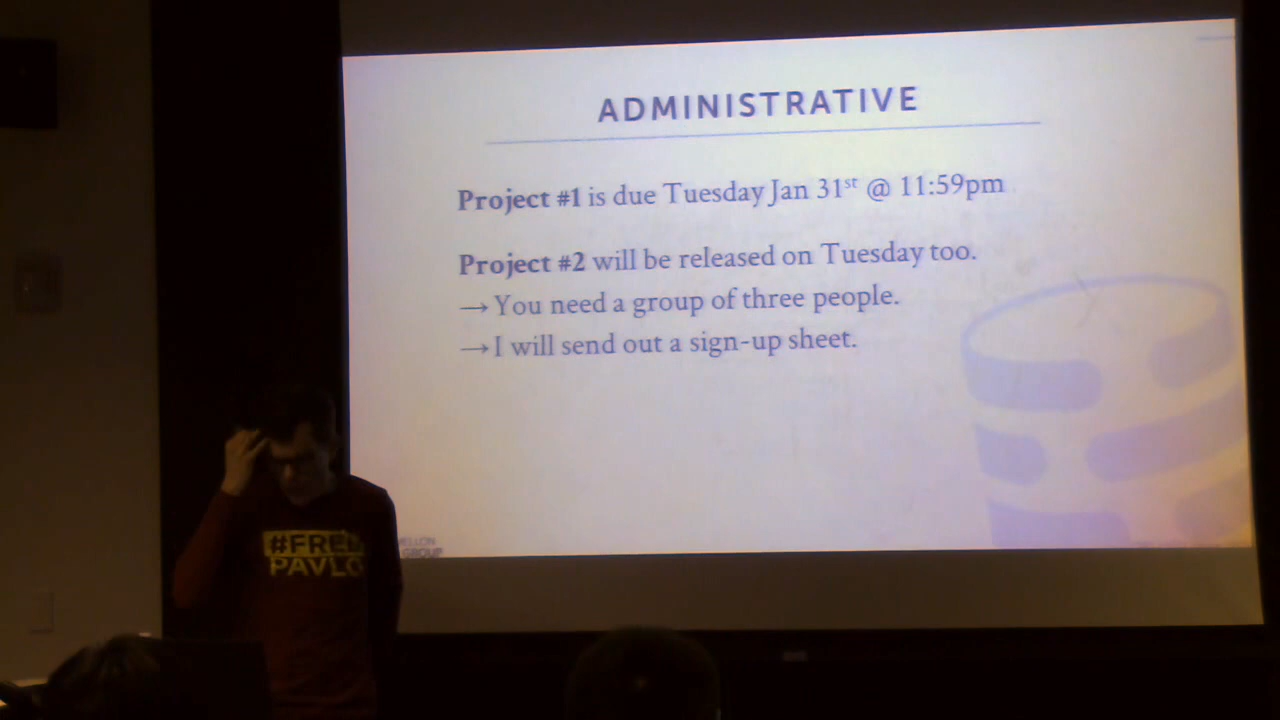 ADMINISTRATIVE
Project #1 is due Tuesday Jan 31st @ 11:59pm
Project #2 will be released on Tuesday too.
→ You need a group of three people.
→ I will send out a sign-up sheet.
#FREE
PAVLO
GROUP